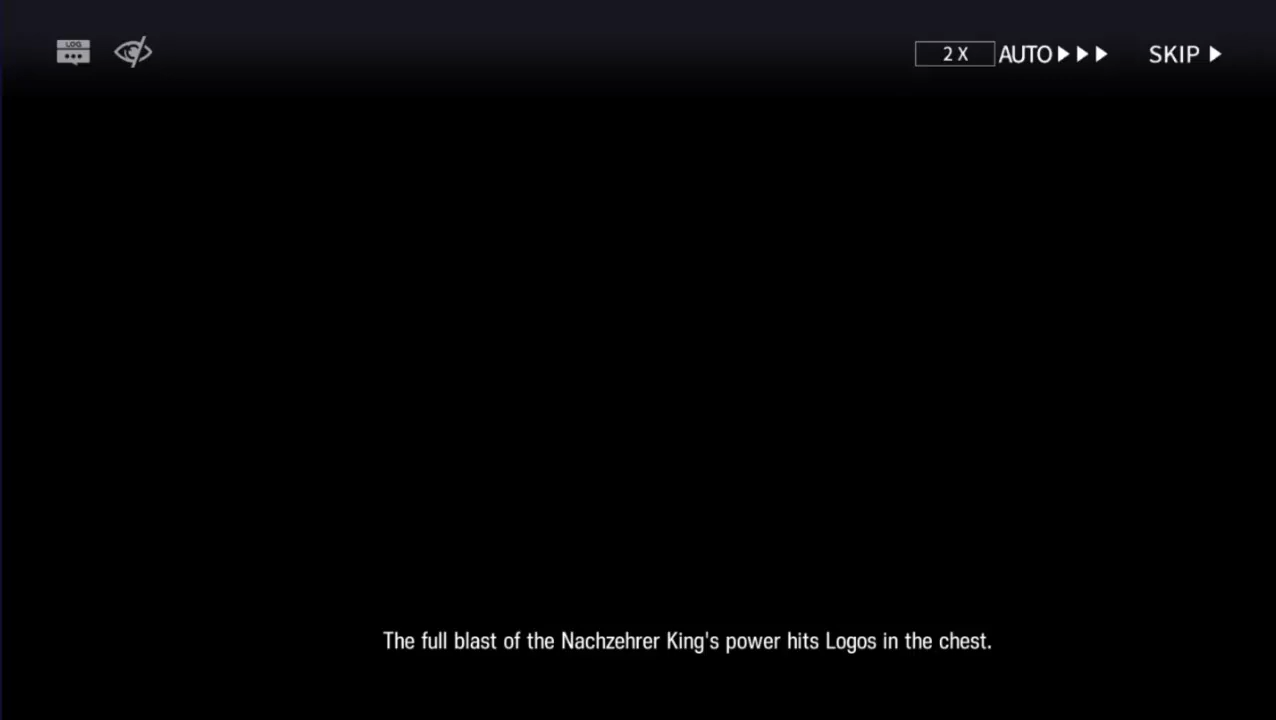 LOG
2 X AUTO SKIP
The full blast of the Nachzehrer King's power hits Logos in the chest.